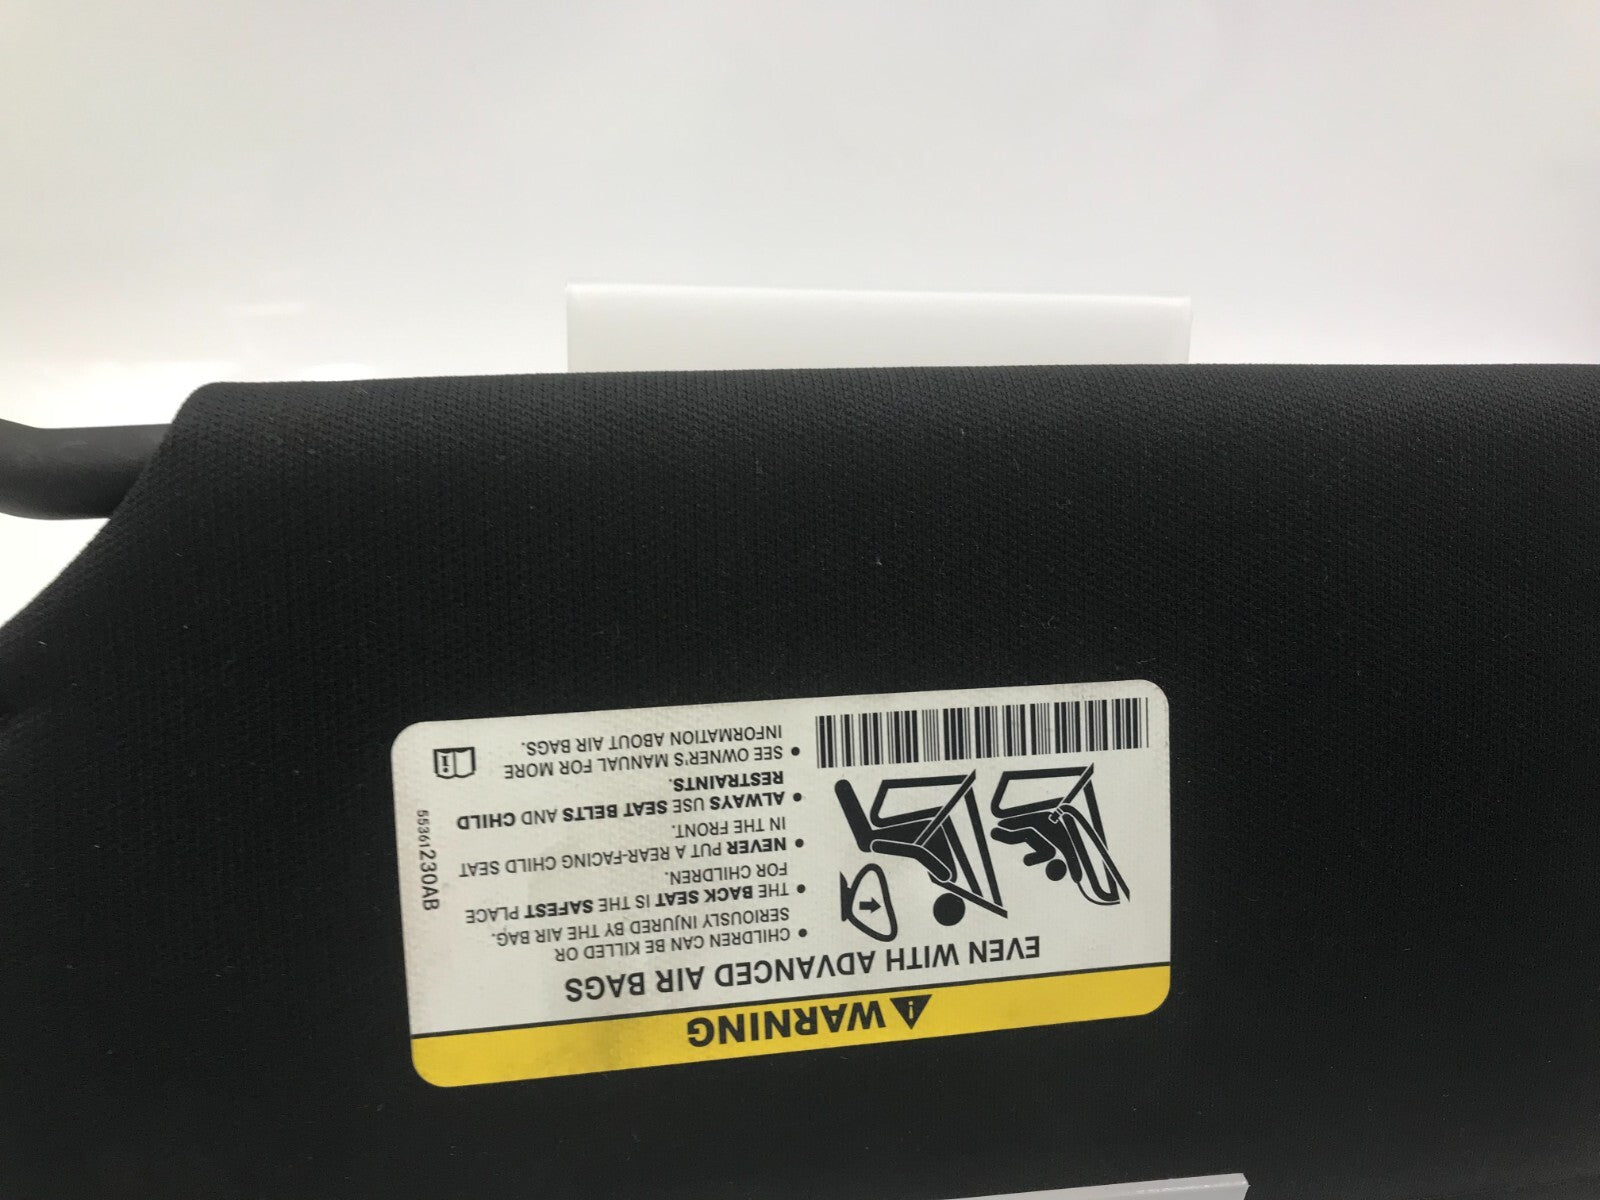 WARNING
EVEN WITH ADVANCED AIR BAGS
• CHILDREN CAN BE KILLED OR
SERIOUSLY INJURED BY THE AIR BAG.
• THE BACK SEAT IS THE SAFEST PLACE
FOR CHILDREN.
• NEVER PUT A REAR-FACING CHILD SEAT
IN THE FRONT.
• ALWAYS USE SEAT BELTS AND CHILD
RESTRAINTS.
• SEE OWNER'S MANUAL FOR MORE
INFORMATION ABOUT AIR BAGS.
55361230AB